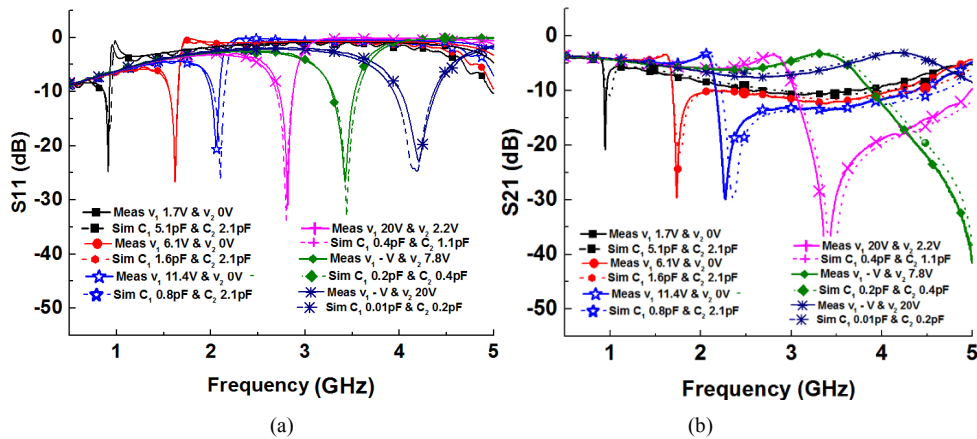 (a)
S11 (dB)
0
-10
-20
-30
-40
-50
Meas v1 1.7V & v2 0V
Sim C1 5.1pF & C2 2.1pF
Meas v1 6.1V & v2 0V
Sim C1 1.6pF & C2 2.1pF
Meas v1 11.4V & v2 0V
Sim C1 0.8pF & C2 2.1pF
Meas v1 20V & v2 2.2V
Sim C1 0.4pF & C2 1.1pF
Meas v1 - V & v2 7.8V
Sim C1 0.2pF & C2 0.4pF
Meas v1 - V & v2 20V
Sim C1 0.01pF & C2 0.2pF
1 2 3 4 5
Frequency (GHz)
(a)
(b)
S21 (dB)
0
-10
-20
-30
-40
-50
Meas v1 1.7V & v2 0V
Sim C1 5.1pF & C2 2.1pF
Meas v1 6.1V & v2 0V
Sim C1 1.6pF & C2 2.1pF
Meas v1 11.4V & v2 0V
Sim C1 0.8pF & C2 2.1pF
Meas v1 20V & v2 2.2V
Sim C1 0.4pF & C2 1.1pF
Meas v1 - V & v2 7.8V
Sim C1 0.2pF & C2 0.4pF
Meas v1 - V & v2 20V
Sim C1 0.01pF & C2 0.2pF
1 2 3 4 5
Frequency (GHz)
(b)